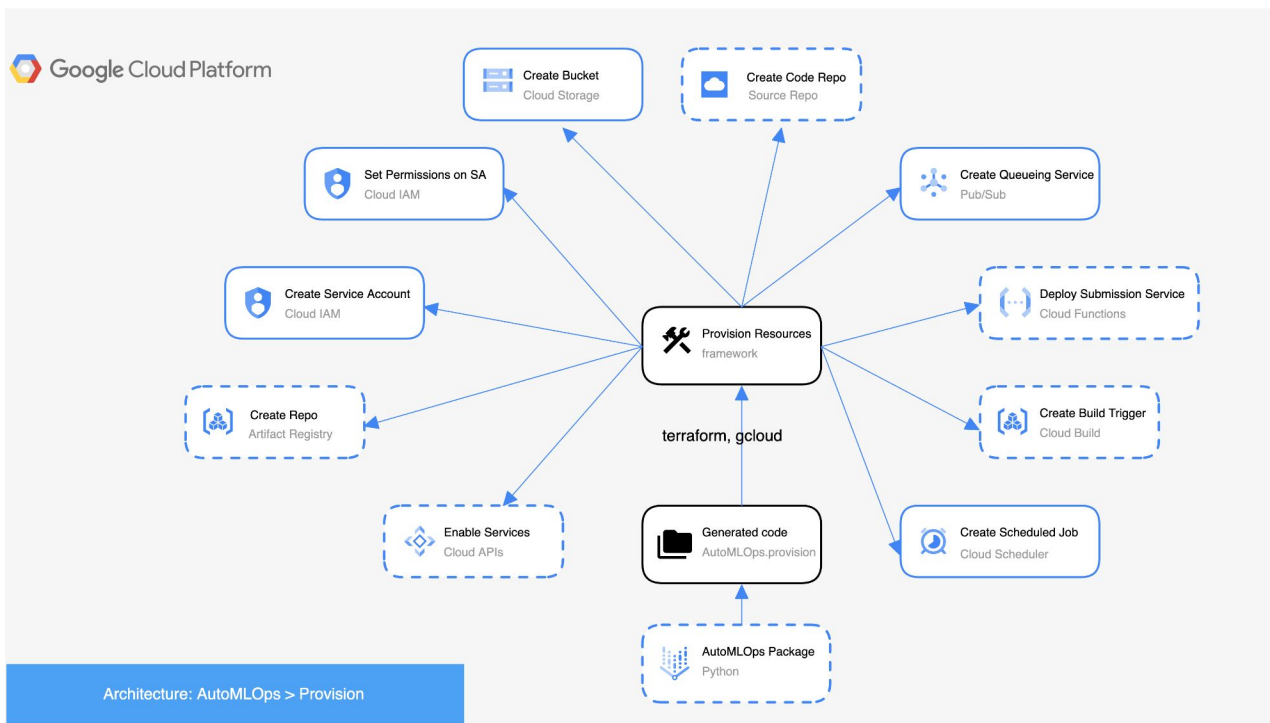 Google Cloud Platform
Create Bucket
Cloud Storage
Create Code Repo
Source Repo
Set Permissions on SA
Cloud IAM
Create Queueing Service
Pub/Sub
Create Service Account
Cloud IAM
Deploy Submission Service
Cloud Functions
Provision Resources
framework
Create Repo
Artifact Registry
Create Build Trigger
Cloud Build
terraform, gcloud
Enable Services
Cloud APIs
Generated code
AutoMLOps.provision
Create Scheduled Job
Cloud Scheduler
AutoMLOps Package
Python
Architecture: AutoMLOps > Provision